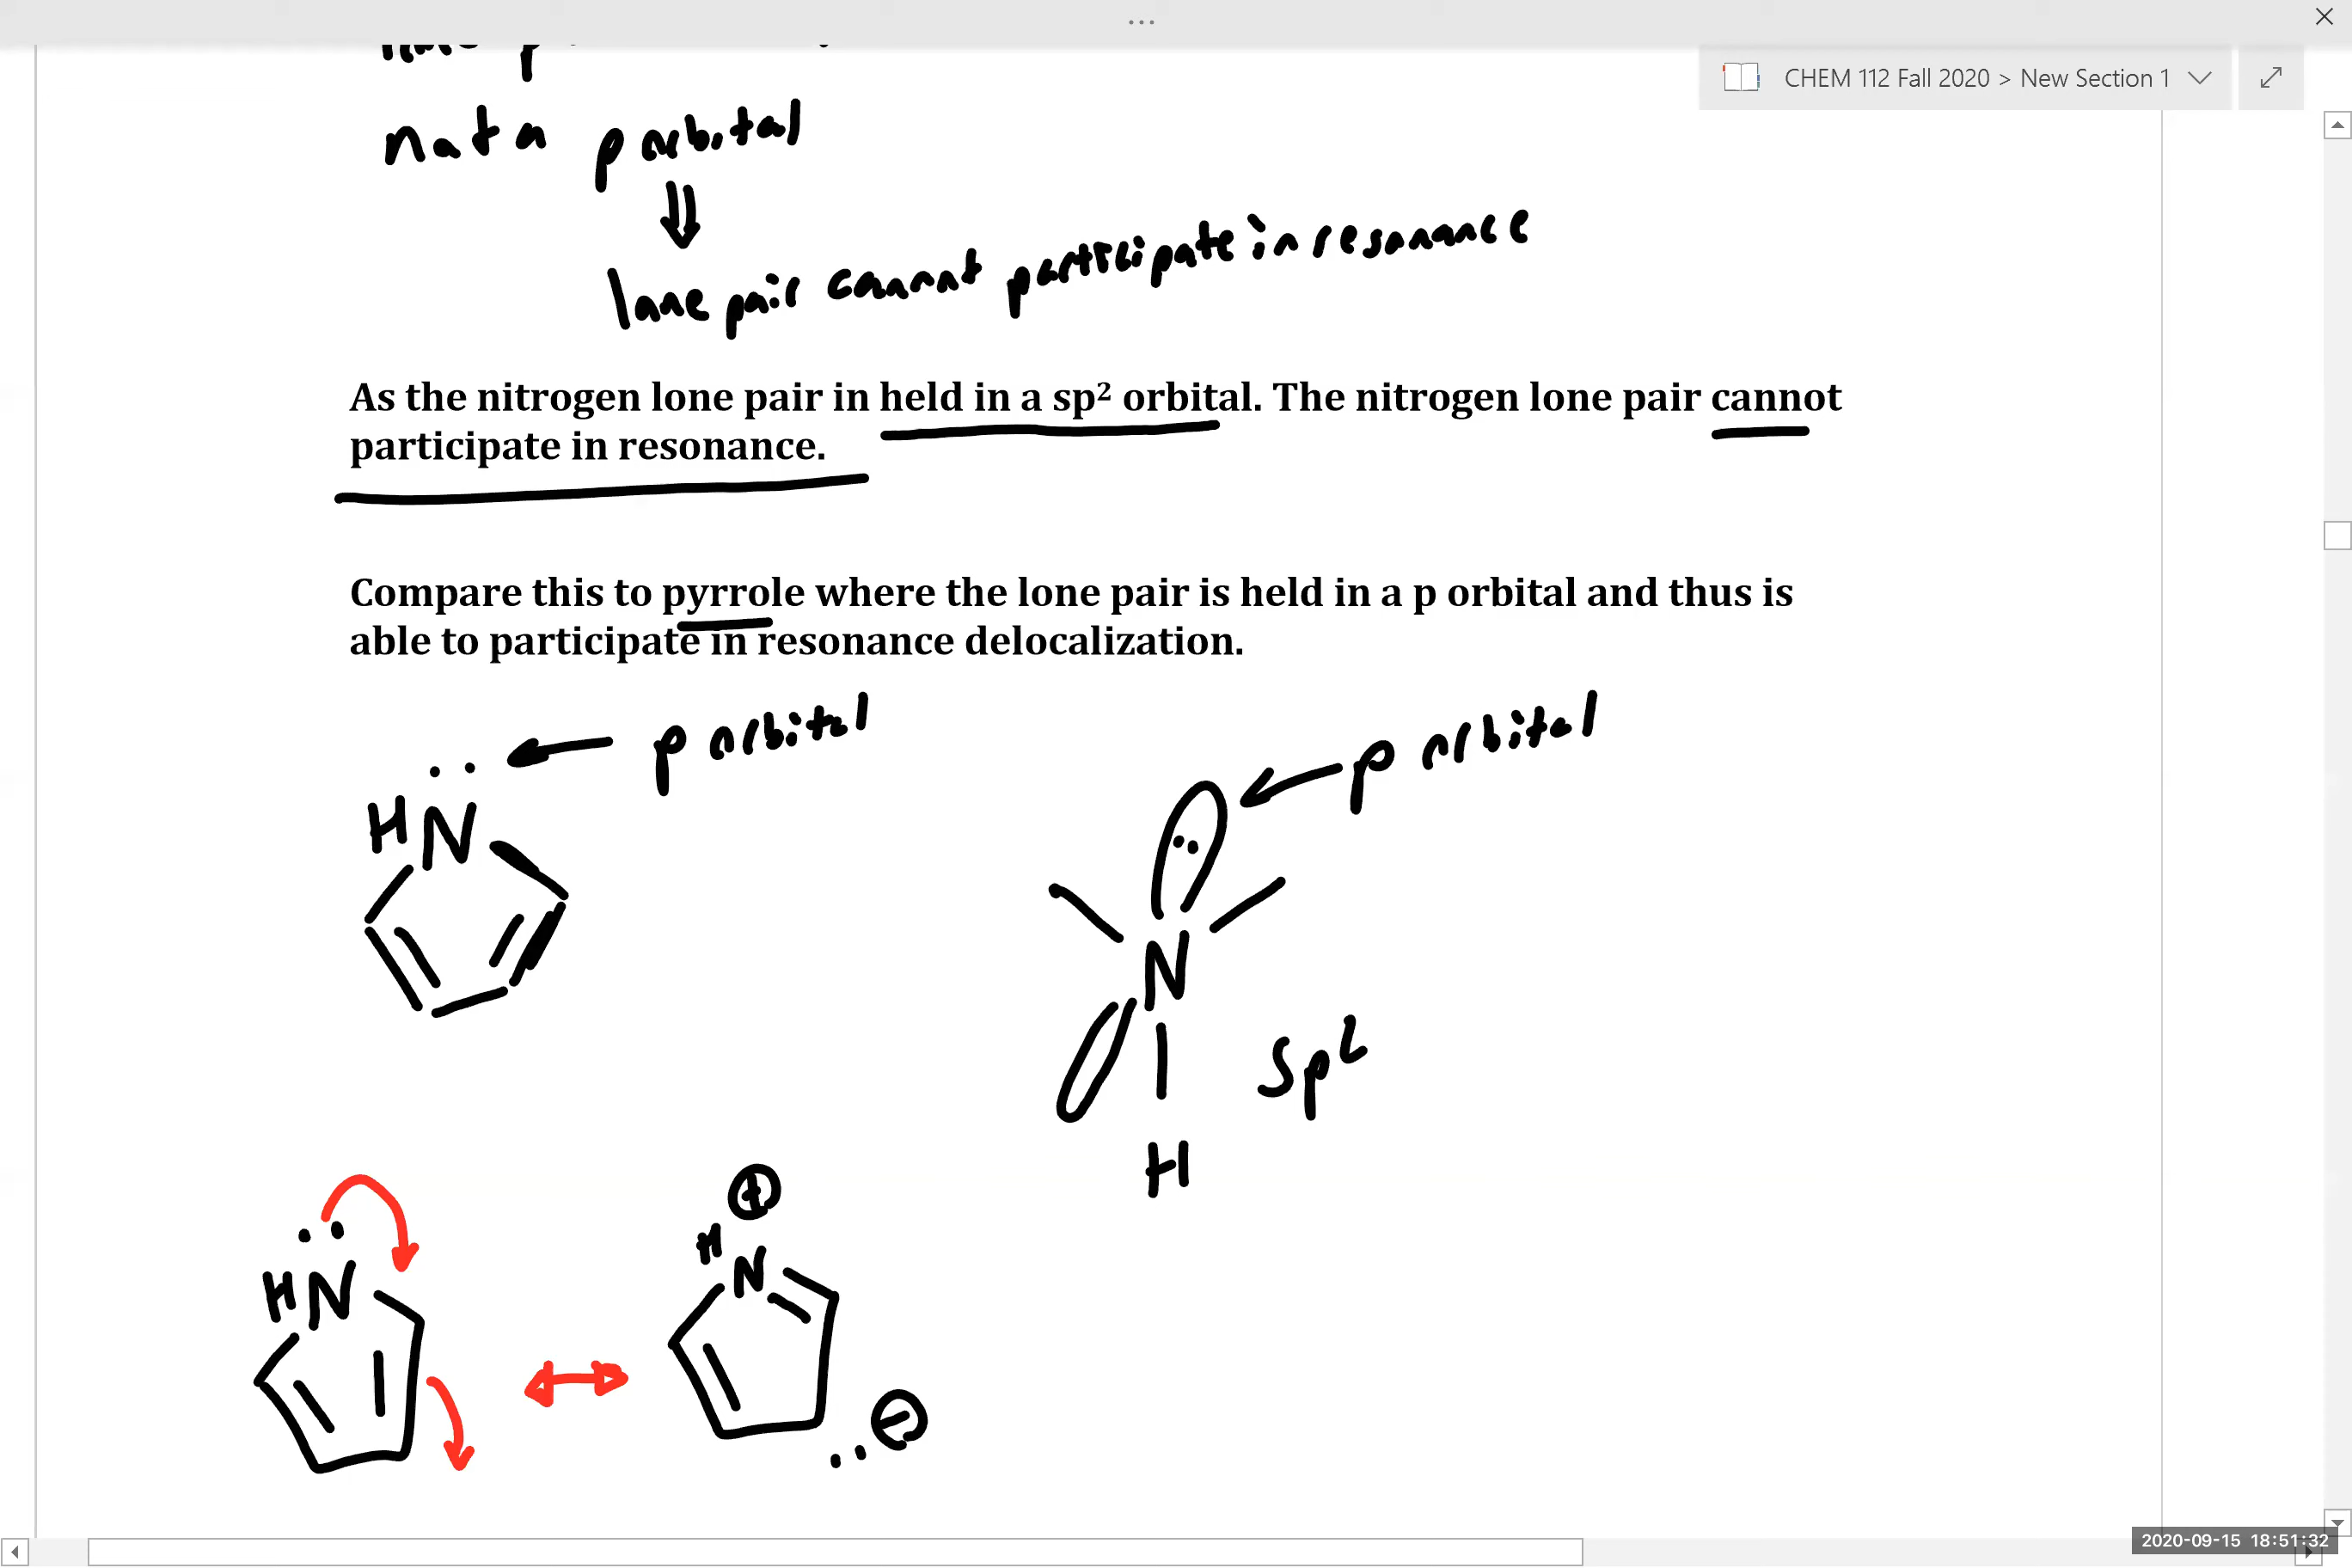 CHEM 112 Fall 2020 > New Section 1
not a p orbital
lone pair cannot participate in resonance
As the nitrogen lone pair in held in a sp² orbital. The nitrogen lone pair cannot
participate in resonance.
Compare this to pyrrole where the lone pair is held in a p orbital and thus is
able to participate in resonance delocalization.
p orbital
p orbital
HN
N
sp²
H
⊕
H
HN
N
⊖
2020-09-15 18:51:32